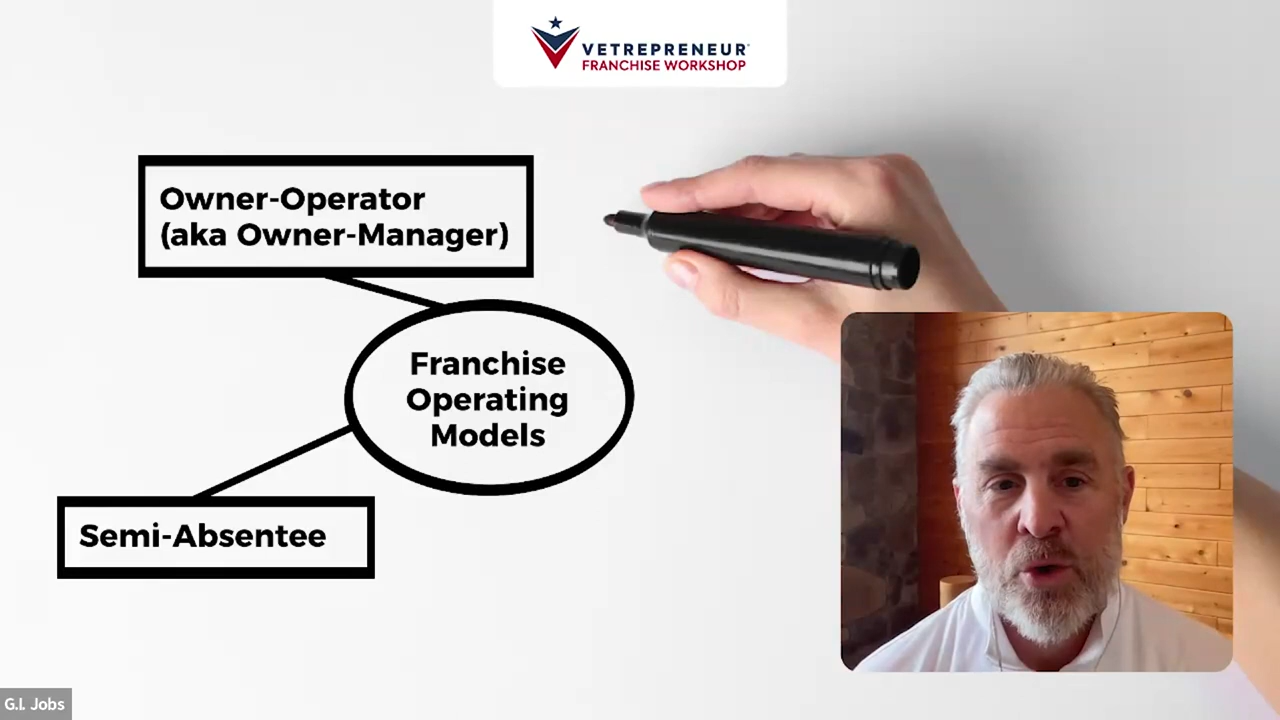 VETREPRENEUR
FRANCHISE WORKSHOP
Owner-Operator
(aka Owner-Manager)
Franchise
Operating
Models
Semi-Absentee
G.I. Jobs